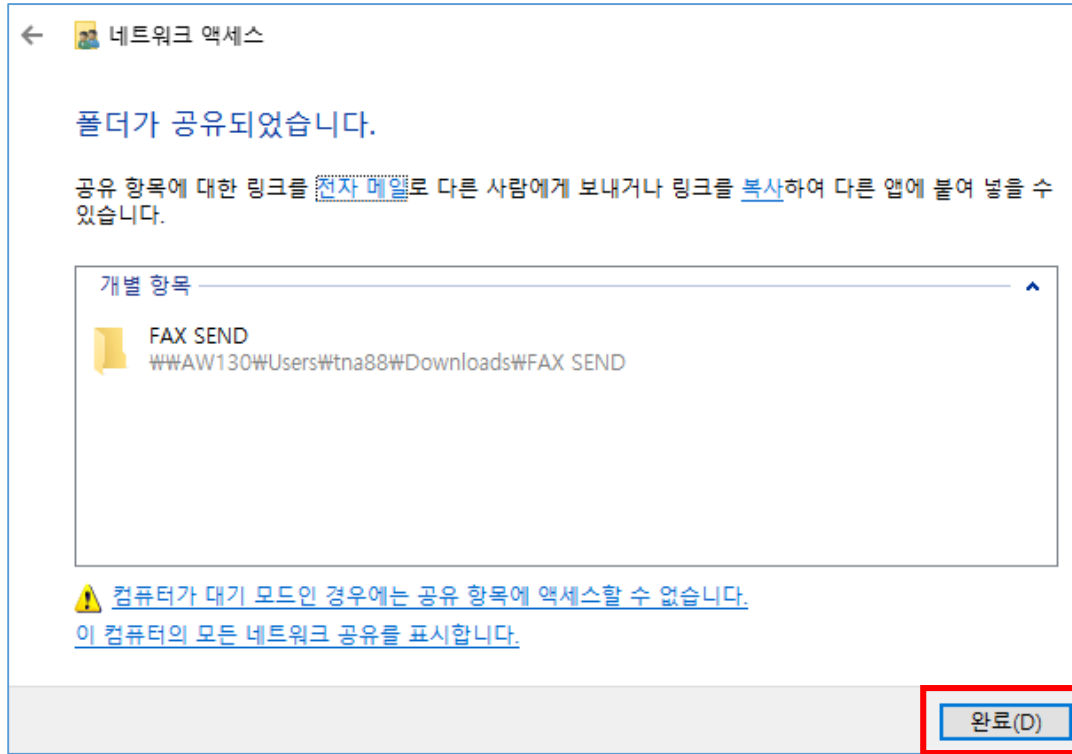 네트워크 액세스
폴더가 공유되었습니다.
공유 항목에 대한 링크를 전자 메일로 다른 사람에게 보내거나 링크를 복사하여 다른 앱에 붙여 넣을 수
있습니다.
개별 항목
FAX SEND
₩₩AW130₩Users₩tna88₩Downloads₩FAX SEND
컴퓨터가 대기 모드인 경우에는 공유 항목에 액세스할 수 없습니다.
이 컴퓨터의 모든 네트워크 공유를 표시합니다.
완료(D)